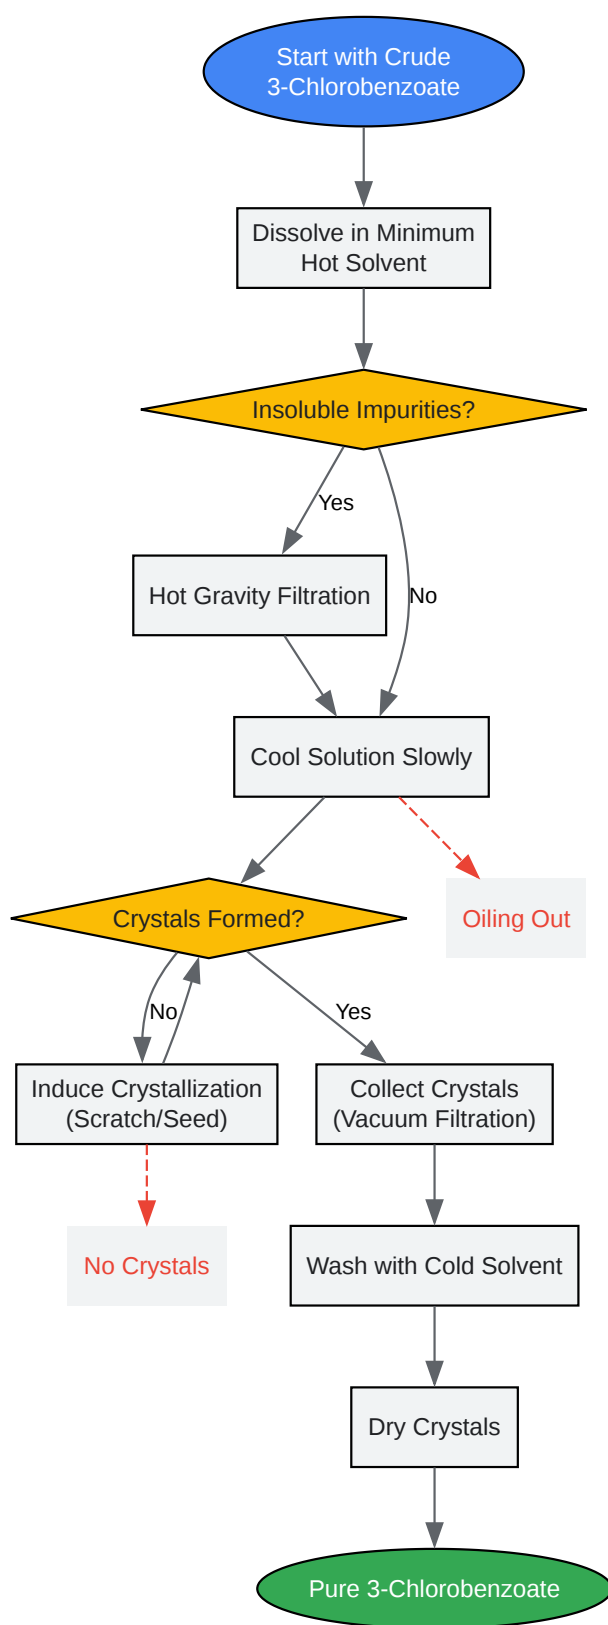 Start with Crude
3-Chlorobenzoate
Dissolve in Minimum
Hot Solvent
Insoluble Impurities?
Yes
Hot Gravity Filtration
No
Cool Solution Slowly
Crystals Formed?
Oiling Out
No
Yes
Induce Crystallization
(Scratch/Seed)
Collect Crystals
(Vacuum Filtration)
No Crystals
Wash with Cold Solvent
Dry Crystals
Pure 3-Chlorobenzoate